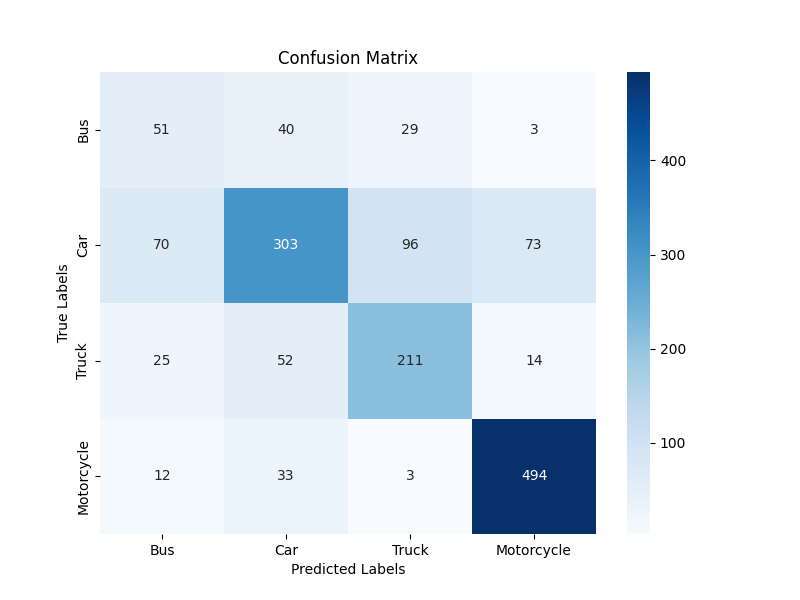 Confusion Matrix
Bus 51 40 29 3
Car 70 303 96 73
Truck 25 52 211 14
Motorcycle 12 33 3 494
Bus Car Truck Motorcycle
Predicted Labels
True Labels
400
300
200
100